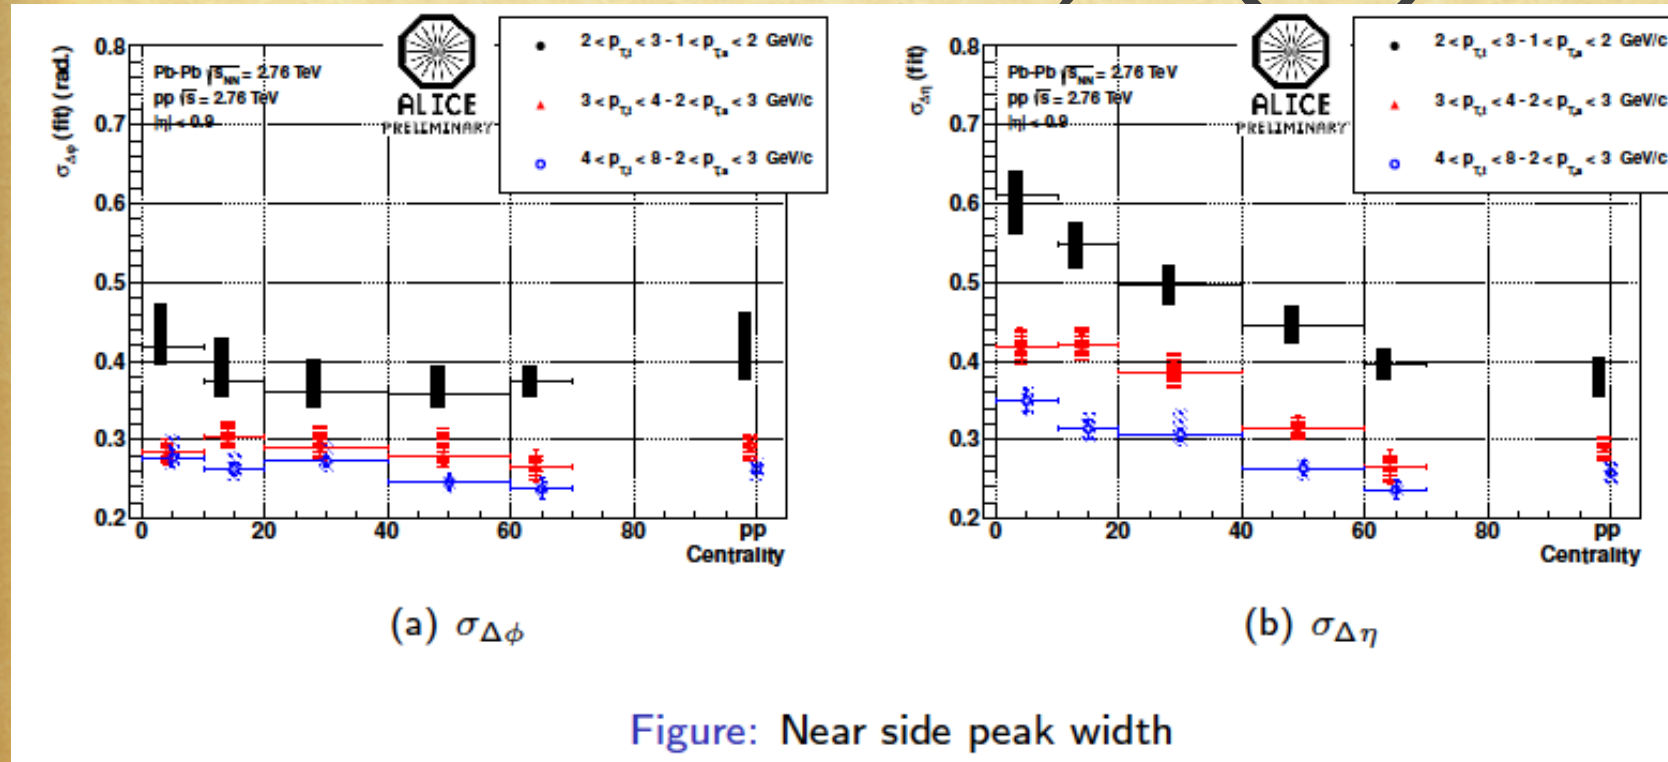 σΔφ (fit) (rad.)
0.8
0.7
0.6
0.5
0.4
0.3
0.2
Pb-Pb √sNN = 2.76 TeV
pp √s = 2.76 TeV
|η| < 0.9
ALICE
PRELIMINARY
2 < pT,t < 3 - 1 < pT,a < 2 GeV/c
3 < pT,t < 4 - 2 < pT,a < 3 GeV/c
4 < pT,t < 8 - 2 < pT,a < 3 GeV/c
0 20 40 60 80 pp
Centrality
(a) σΔφ
σΔη (fit)
0.8
0.7
0.6
0.5
0.4
0.3
0.2
Pb-Pb √sNN = 2.76 TeV
pp √s = 2.76 TeV
|η| < 0.9
ALICE
PRELIMINARY
2 < pT,t < 3 - 1 < pT,a < 2 GeV/c
3 < pT,t < 4 - 2 < pT,a < 3 GeV/c
4 < pT,t < 8 - 2 < pT,a < 3 GeV/c
0 20 40 60 80 pp
Centrality
(b) σΔη
Figure: Near side peak width